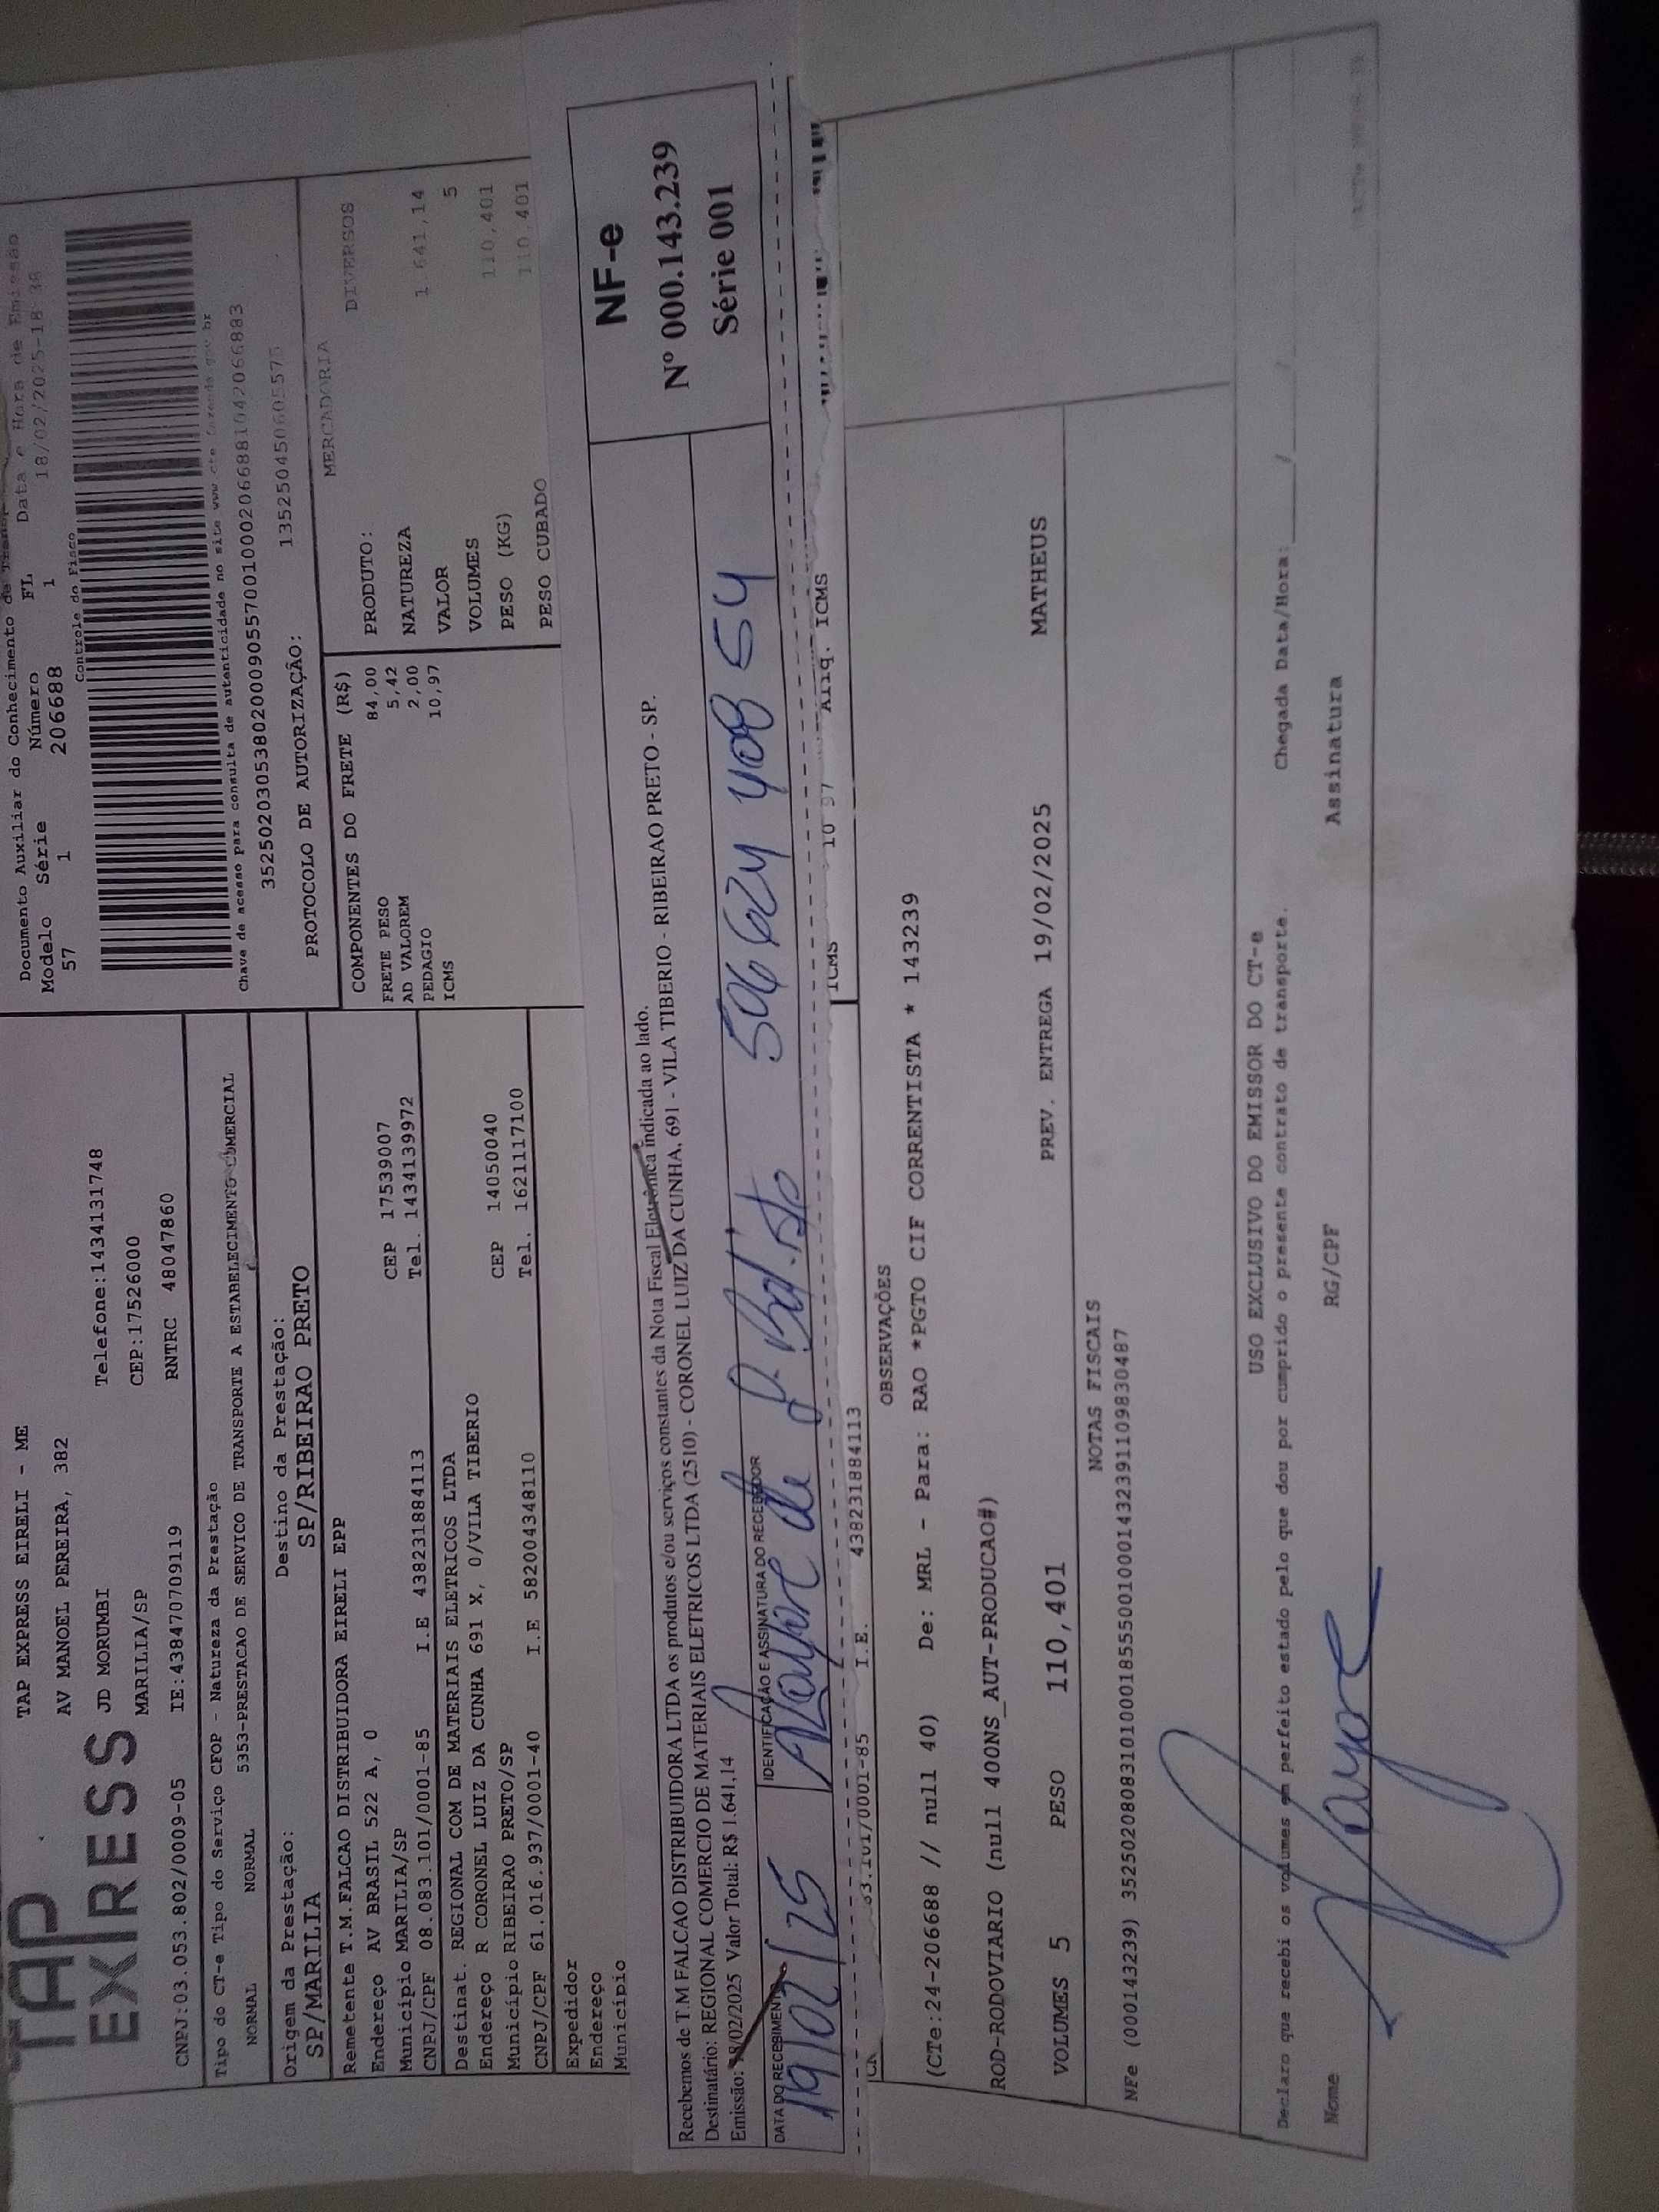 TAP
EXPRESS
TAP EXPRESS EIRELI - ME
AV MANOEL PEREIRA, 382
JD MORUMBI
Telefone:1434131748
MARILIA/SP
CEP:17526000
CNPJ:03.053.802/0009-05
IE:438470709119
RNTRC 48047860
Documento Auxiliar do Conhecimento de
Modelo Série Número FL Data e Hora de Emissão
57 1 206688 1 18/02/2025-18:38
Controle do Fisco
Chave de acesso para consulta de autenticidade no site www.cte.fazenda.gov.br
35250203053802000905570010002066881042066883
PROTOCOLO DE AUTORIZAÇÃO:
135250450605575
Tipo do CT-e Tipo do Serviço CFOP - Natureza da Prestação
NORMAL NORMAL 5353-PRESTACAO DE SERVICO DE TRANSPORTE A ESTABELECIMENTO COMERCIAL
Origem da Prestação:
SP/MARILIA
Destino da Prestação:
SP/RIBEIRAO PRETO
Remetente T.M.FALCAO DISTRIBUIDORA EIRELI EPP
Endereço AV BRASIL 522 A, 0
CEP 17539007
Município MARILIA/SP
Tel. 1434139972
CNPJ/CPF 08.083.101/0001-85 I.E 438231884113
Destinat. REGIONAL COM DE MATERIAIS ELETRICOS LTDA
Endereço R CORONEL LUIZ DA CUNHA 691 X, 0/VILA TIBERIO
CEP 14050040
Município RIBEIRAO PRETO/SP
Tel. 1621117100
CNPJ/CPF 61.016.937/0001-40 I.E 582004348110
Expedidor
Endereço
Município
COMPONENTES DO FRETE (R$)
FRETE PESO 84,00
AD VALOREM 5,42
PEDAGIO 2,00
ICMS 10,97
MERCADORIA
PRODUTO: DIVERSOS
NATUREZA
VALOR 1 641,14
VOLUMES 5
PESO (KG) 110,401
PESO CUBADO 110,401
Recebemos de T.M FALCAO DISTRIBUIDORA LTDA os produtos e/ou serviços constantes da Nota Fiscal Eletrônica indicada ao lado.
Destinatário: REGIONAL COMERCIO DE MATERIAIS ELETRICOS LTDA (2510) - CORONEL LUIZ DA CUNHA, 691 - VILA TIBERIO - RIBEIRAO PRETO - SP.
Emissão: 18/02/2025 Valor Total: R$ 1.641,14
DATA DO RECEBIMENTO
19/02/25
IDENTIFICAÇÃO E ASSINATURA DO RECEBEDOR
de 506 624 408 54
NF-e
Nº 000.143.239
Série 001
83.101/0001-85 I.E. 438231884113
ICMS 10 97 Aliq. ICMS
OBSERVAÇÕES
(CTe:24-206688 // null 40) De: MRL - Para: RAO *PGTO CIF CORRENTISTA * 143239
ROD-RODOVIARIO (null 400NS_AUT-PRODUCAO#)
VOLUMES 5 PESO 110,401 PREV. ENTREGA 19/02/2025 MATHEUS
NOTAS FISCAIS
NFe (000143239) 35250208083101000185550010001432391109830487
USO EXCLUSIVO DO EMISSOR DO CT-e
Declaro que recebi os volumes em perfeito estado pelo que dou por cumprido o presente contrato de transporte.
Chegada Data/Hora:____/____/
Nome RG/CPF Assinatura